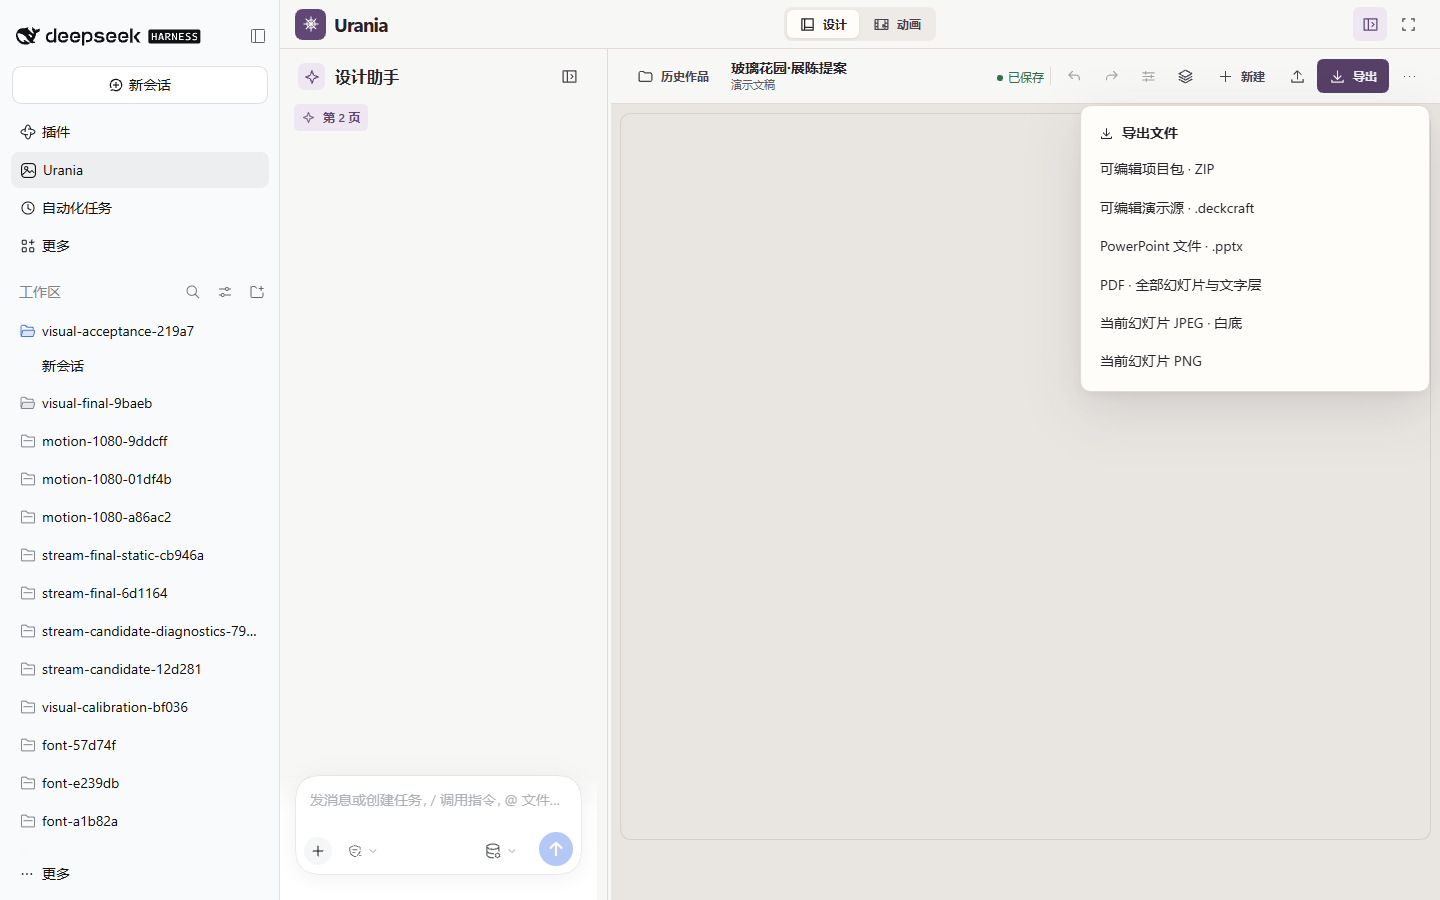 deepseek HARNESS
新会话
插件
Urania
自动化任务
更多
工作区
visual-acceptance-219a7
新会话
visual-final-9baeb
motion-1080-9ddcff
motion-1080-01df4b
motion-1080-a86ac2
stream-final-static-cb946a
stream-final-6d1164
stream-candidate-diagnostics-79...
stream-candidate-12d281
visual-calibration-bf036
font-57d74f
font-e239db
font-a1b82a
更多
Urania
设计
动画
设计助手
第 2 页
发消息或创建任务, / 调用指令, @ 文件...
历史作品
玻璃花园·展陈提案
演示文稿
已保存
新建
导出
导出文件
可编辑项目包 · ZIP
可编辑演示源 · .deckcraft
PowerPoint 文件 · .pptx
PDF · 全部幻灯片与文字层
当前幻灯片 JPEG · 白底
当前幻灯片 PNG